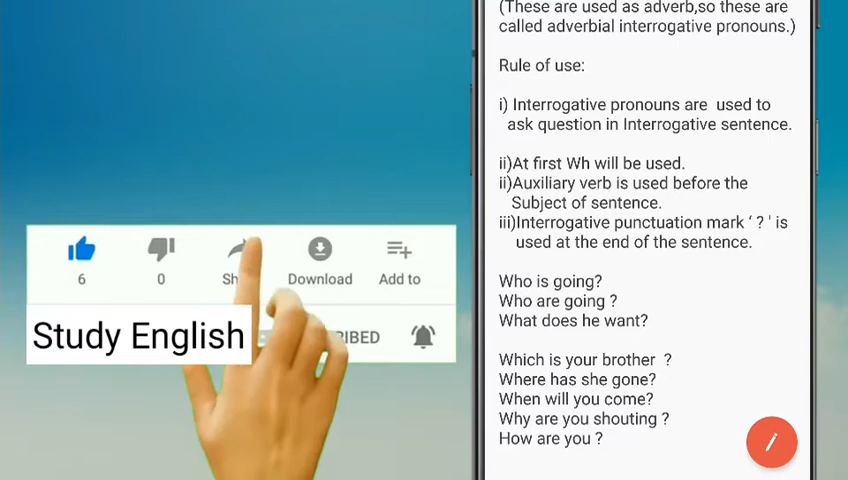 (These are used as adverb,so these are
called adverbial interrogative pronouns.)
Rule of use:
i) Interrogative pronouns are used to
ask question in Interrogative sentence.
ii)At first Wh will be used.
ii)Auxiliary verb is used before the
Subject of sentence.
iii)Interrogative punctuation mark ‘ ? ’ is
used at the end of the sentence.
Who is going?
Who are going ?
What does he want?
Which is your brother ?
Where has she gone?
When will you come?
Why are you shouting ?
How are you ?
6
0
Download
Add to
Study English